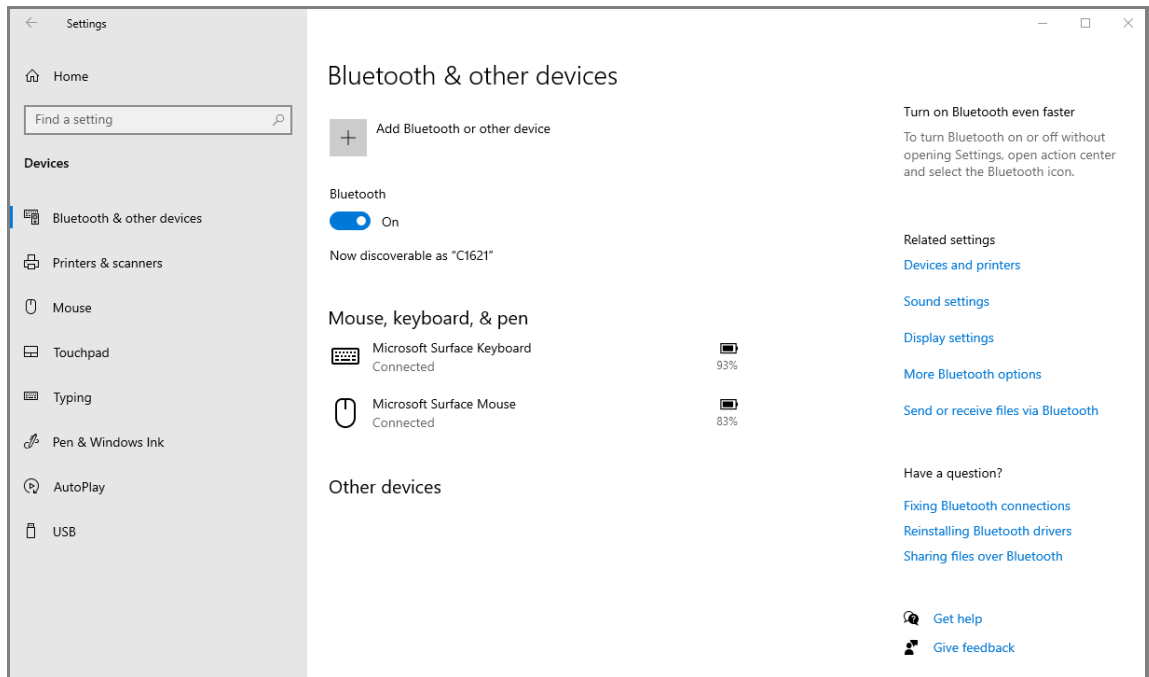 Settings
Home
Find a setting
Devices
Bluetooth & other devices
Printers & scanners
Mouse
Touchpad
Typing
Pen & Windows Ink
AutoPlay
USB
Bluetooth & other devices
Add Bluetooth or other device
Bluetooth
On
Now discoverable as “C1621”
Mouse, keyboard, & pen
Microsoft Surface Keyboard
Connected
93%
Microsoft Surface Mouse
Connected
83%
Other devices
Turn on Bluetooth even faster
To turn Bluetooth on or off without
opening Settings, open action center
and select the Bluetooth icon.
Related settings
Devices and printers
Sound settings
Display settings
More Bluetooth options
Send or receive files via Bluetooth
Have a question?
Fixing Bluetooth connections
Reinstalling Bluetooth drivers
Sharing files over Bluetooth
Get help
Give feedback